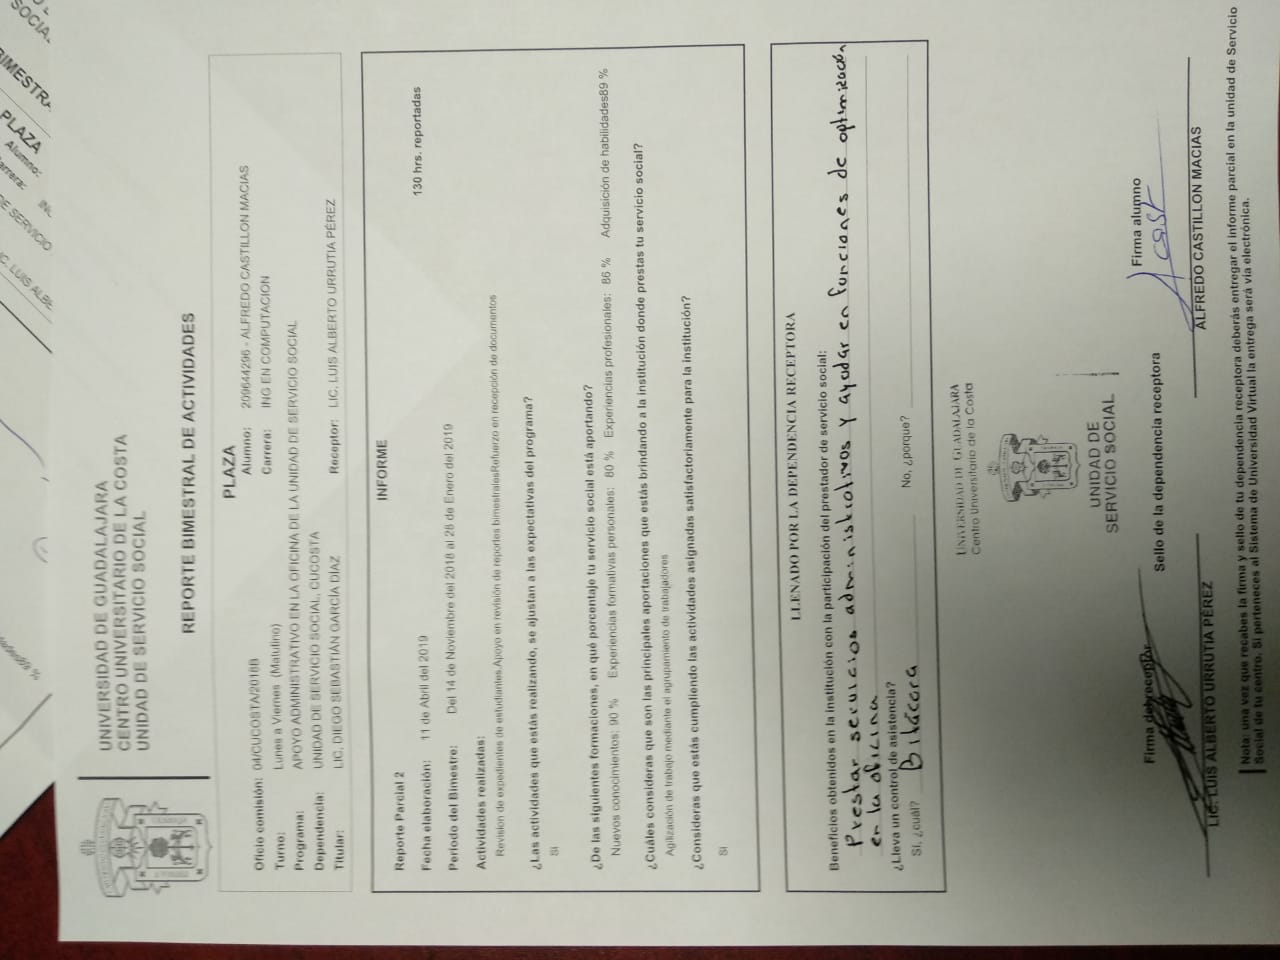 UNIVERSIDAD DE GUADALAJARA
CENTRO UNIVERSITARIO DE LA COSTA
UNIDAD DE SERVICIO SOCIAL
REPORTE BIMESTRAL DE ACTIVIDADES
PLAZA
Alumno: 209644296 - ALFREDO CASTILLON MACIAS
Oficio comisión: 04/CUCOSTA/2018B Carrera: ING EN COMPUTACION
Turno: Lunes a Viernes (Matutino)
Programa: APOYO ADMINISTRATIVO EN LA OFICINA DE LA UNIDAD DE SERVICIO SOCIAL
Dependencia: UNIDAD DE SERVICIO SOCIAL, CUCOSTA
Titular: LIC. DIEGO SEBASTIÁN GARCÍA DÍAZ Receptor: LIC. LUIS ALBERTO URRUTIA PÉREZ
INFORME
Reporte Parcial 2
Fecha elaboración: 11 de Abril del 2019 130 hrs. reportadas
Periodo del Bimestre: Del 14 de Noviembre del 2018 al 28 de Enero del 2019
Actividades realizadas:
Revision de expedientes de estudiantes.Apoyo en revisión de reportes bimestralesRefuerzo en recepción de documentos
¿Las actividades que estás realizando, se ajustan a las expectativas del programa?
Si
¿De las siguientes formaciones, en qué porcentaje tu servicio social está aportando?
Nuevos conocimientos: 90 % Experiencias formativas personales: 80 % Experiencias profesionales: 86 % Adquisición de habilidades89 %
¿Cuáles consideras que son las principales aportaciones que estás brindando a la institución donde prestas tu servicio social?
Agilización de trabajo mediante el agrupamiento de trabajadores
¿Consideras que estás cumpliendo las actividades asignadas satisfactoriamente para la institución?
Si
LLENADO POR LA DEPENDENCIA RECEPTORA
Beneficios obtenidos en la Institución con la participación del prestador de servicio social:
Prestar servicios administrativos y ayudar en funciones de optimización
en la oficina
¿Lleva un control de asistencia?
Si, ¿cuál? Bitácora No, ¿porque?
UNIVERSIDAD DE GUADALAJARA
Centro Universitario de la Costa
UNIDAD DE
SERVICIO SOCIAL
Firma del receptor Sello de la dependencia receptora Firma alumno
LIC. LUIS ALBERTO URRUTIA PÉREZ ALFREDO CASTILLON MACIAS
Nota: una vez que recabes la firma y sello de tu dependencia receptora deberás entregar el informe parcial en la unidad de Servicio
Social de tu centro. Si perteneces al Sistema de Universidad Virtual la entrega será vía electrónica.